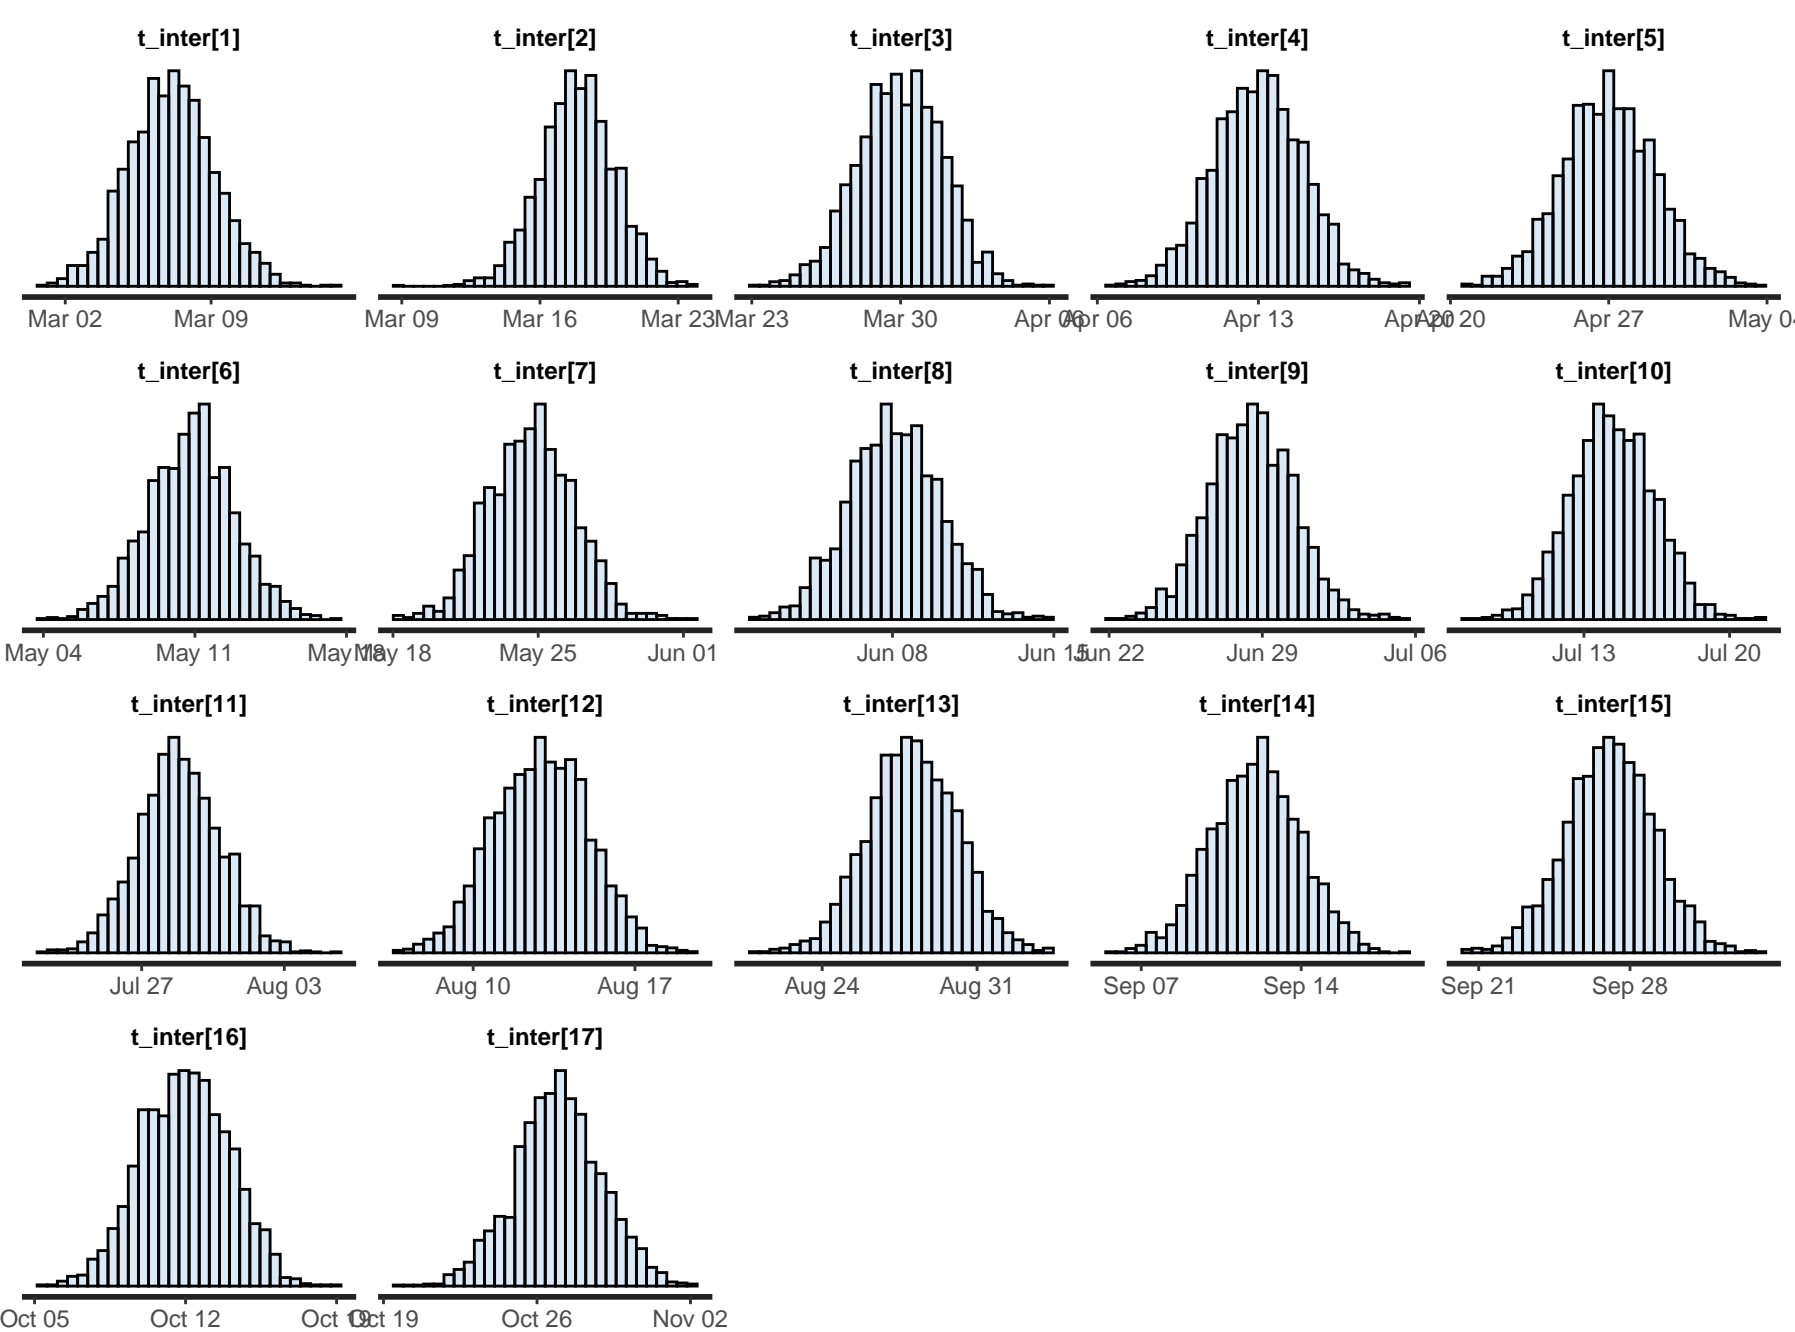 t_inter[1] t_inter[2] t_inter[3] t_inter[4] t_inter[5]
Mar 02 Mar 09 Mar 09 Mar 16 Mar 23 Mar 23 Mar 30 Apr 06 Apr 06 Apr 13 Apr 20 Apr 20 Apr 27 May 04
t_inter[6] t_inter[7] t_inter[8] t_inter[9] t_inter[10]
May 04 May 11 May 18 May 18 May 25 Jun 01 Jun 08 Jun 15 Jun 22 Jun 29 Jul 06 Jul 13 Jul 20
t_inter[11] t_inter[12] t_inter[13] t_inter[14] t_inter[15]
Jul 27 Aug 03 Aug 10 Aug 17 Aug 24 Aug 31 Sep 07 Sep 14 Sep 21 Sep 28
t_inter[16] t_inter[17]
Oct 05 Oct 12 Oct 19 Oct 19 Oct 26 Nov 02